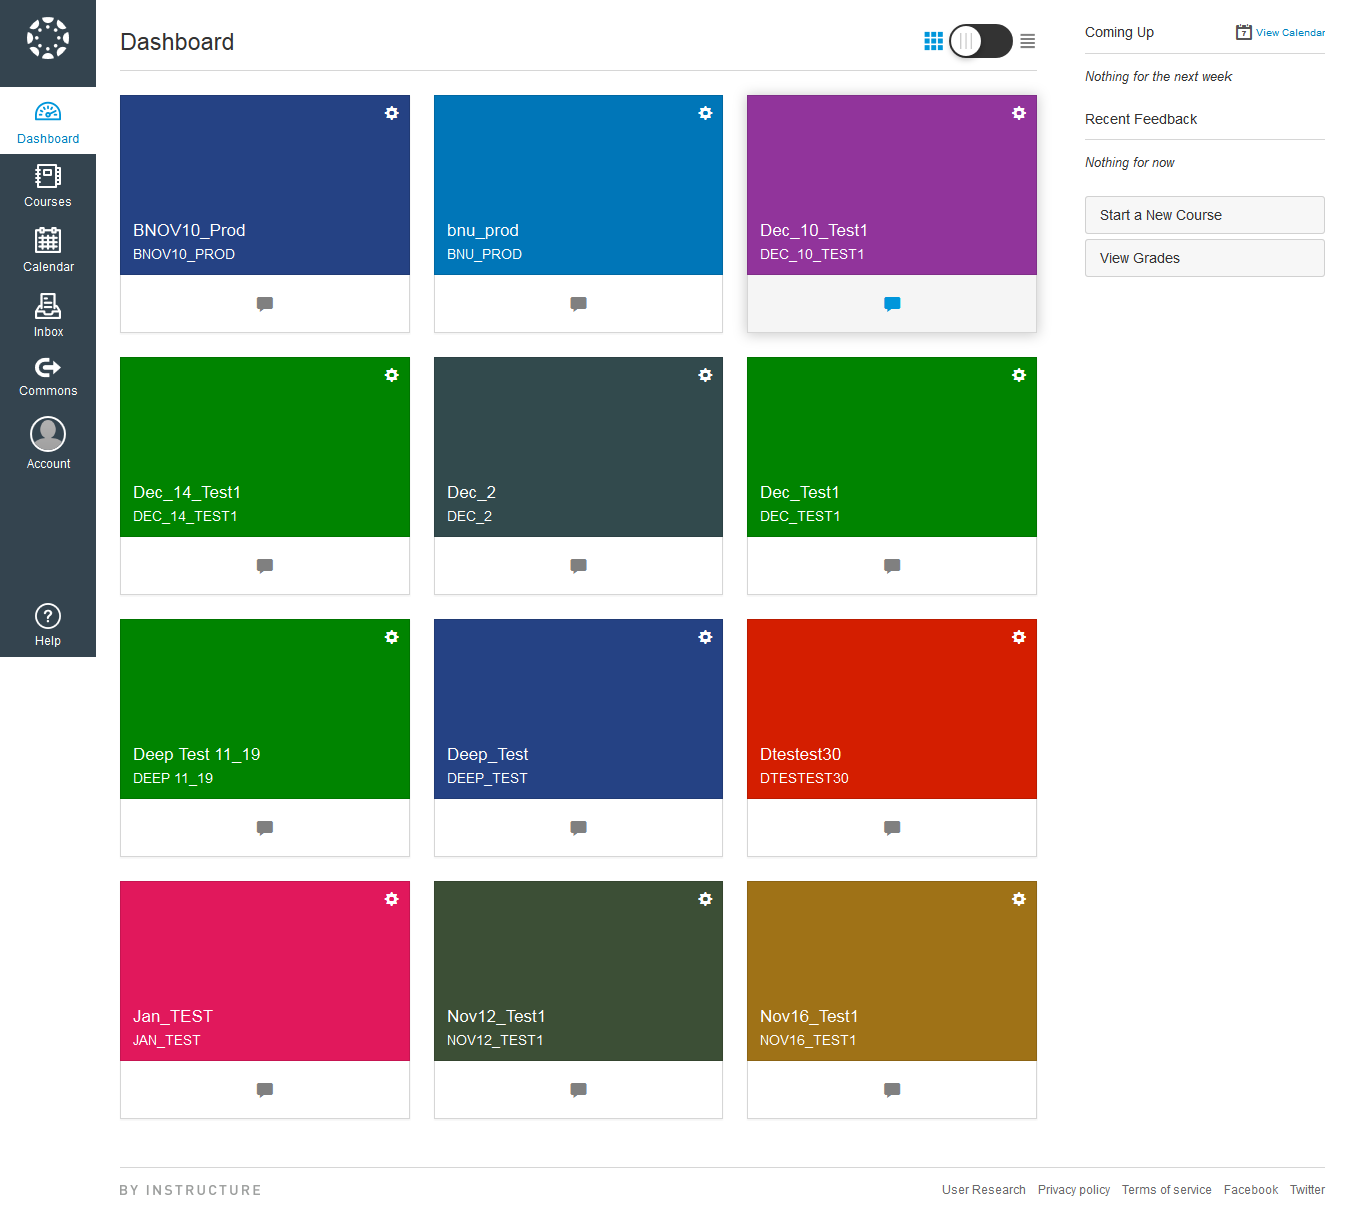 Dashboard
Courses
Calendar
Inbox
Commons
Account
?
Help
Dashboard
BNOV10_Prod
BNOV10_PROD
bnu_prod
BNU_PROD
Dec_10_Test1
DEC_10_TEST1
Dec_14_Test1
DEC_14_TEST1
Dec_2
DEC_2
Dec_Test1
DEC_TEST1
Deep Test 11_19
DEEP 11_19
Deep_Test
DEEP_TEST
Dtestest30
DTESTEST30
Jan_TEST
JAN_TEST
Nov12_Test1
NOV12_TEST1
Nov16_Test1
NOV16_TEST1
Coming Up
7 View Calendar
Nothing for the next week
Recent Feedback
Nothing for now
Start a New Course
View Grades
BY INSTRUCTURE
User Research Privacy policy Terms of service Facebook Twitter